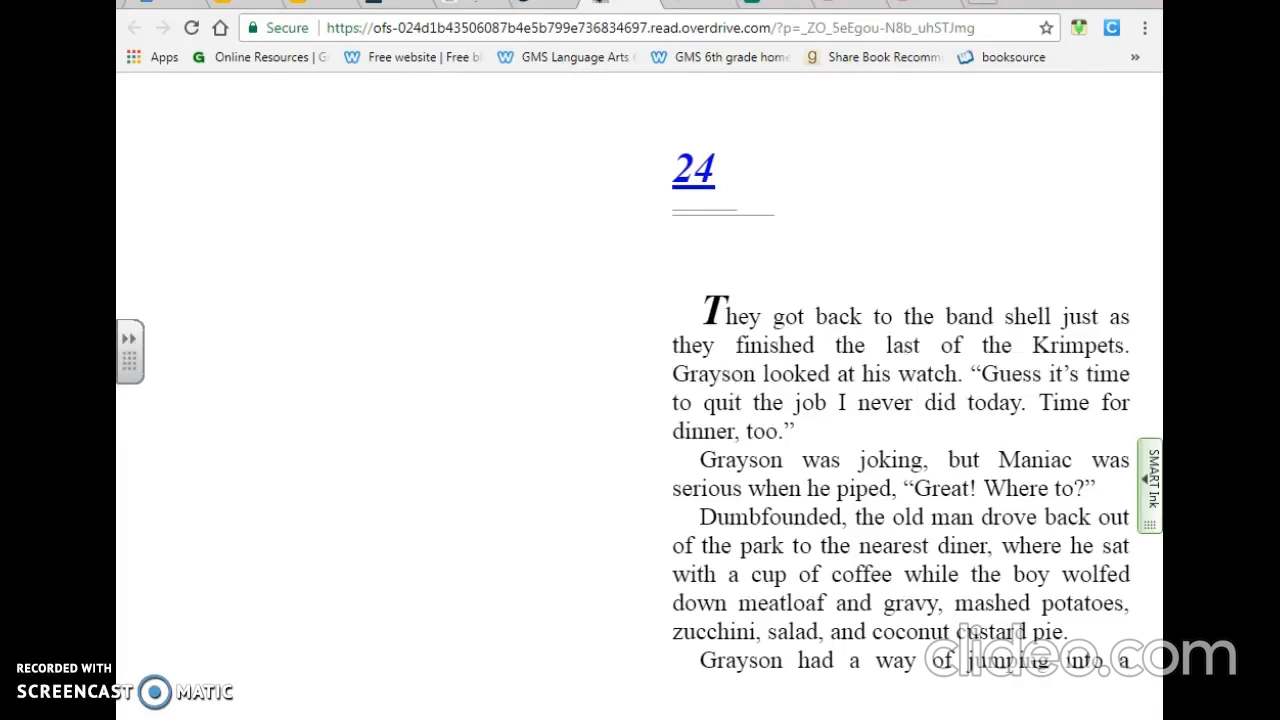 Secure https://ofs-024d1b43506087b4e5b799e736834697.read.overdrive.com/?p=_ZO_5eEgou-N8b_uhSTJmg
Apps Online Resources | G Free website | Free b GMS Language Arts GMS 6th grade home Share Book Recomm booksource »
24
They got back to the band shell just as
they finished the last of the Krimpets.
Grayson looked at his watch. “Guess it’s time
to quit the job I never did today. Time for
dinner, too.”
Grayson was joking, but Maniac was
serious when he piped, “Great! Where to?”
Dumbfounded, the old man drove back out
of the park to the nearest diner, where he sat
with a cup of coffee while the boy wolfed
down meatloaf and gravy, mashed potatoes,
zucchini, salad, and coconut custard pie.
Grayson had a way of jumping into a
SMART Ink
clideo.com
RECORDED WITH
SCREENCAST MATIC